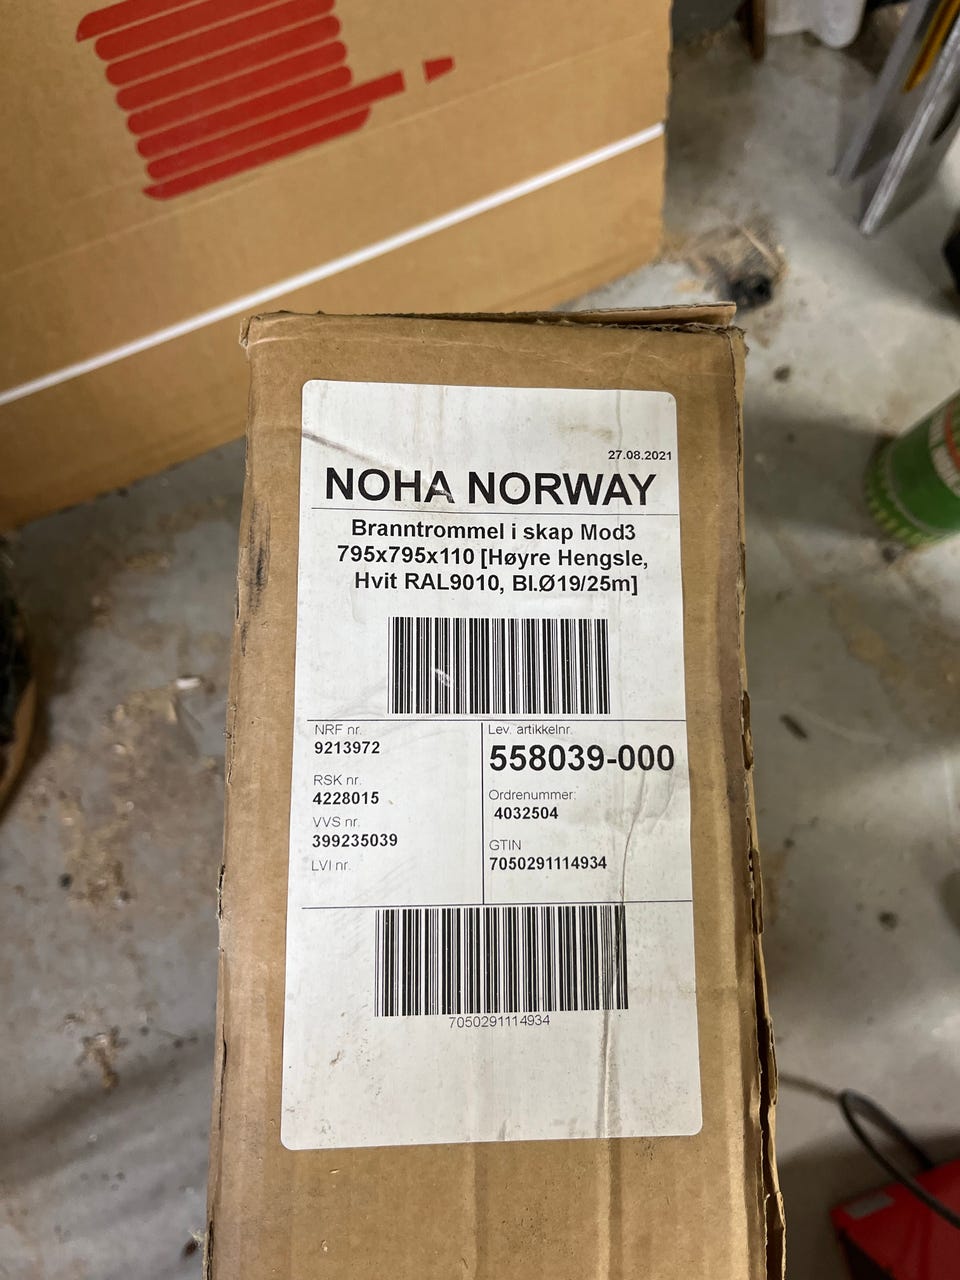 27.08.2021
NOHA NORWAY
Branntrommel i skap Mod3
795x795x110 [Høyre Hengsle,
Hvit RAL9010, Bl.Ø19/25m]
NRF nr.
9213972
RSK nr.
4228015
VVS nr.
399235039
LVI nr.
Lev. artikkelnr.
558039-000
Ordrenummer:
4032504
GTIN
7050291114934
7050291114934